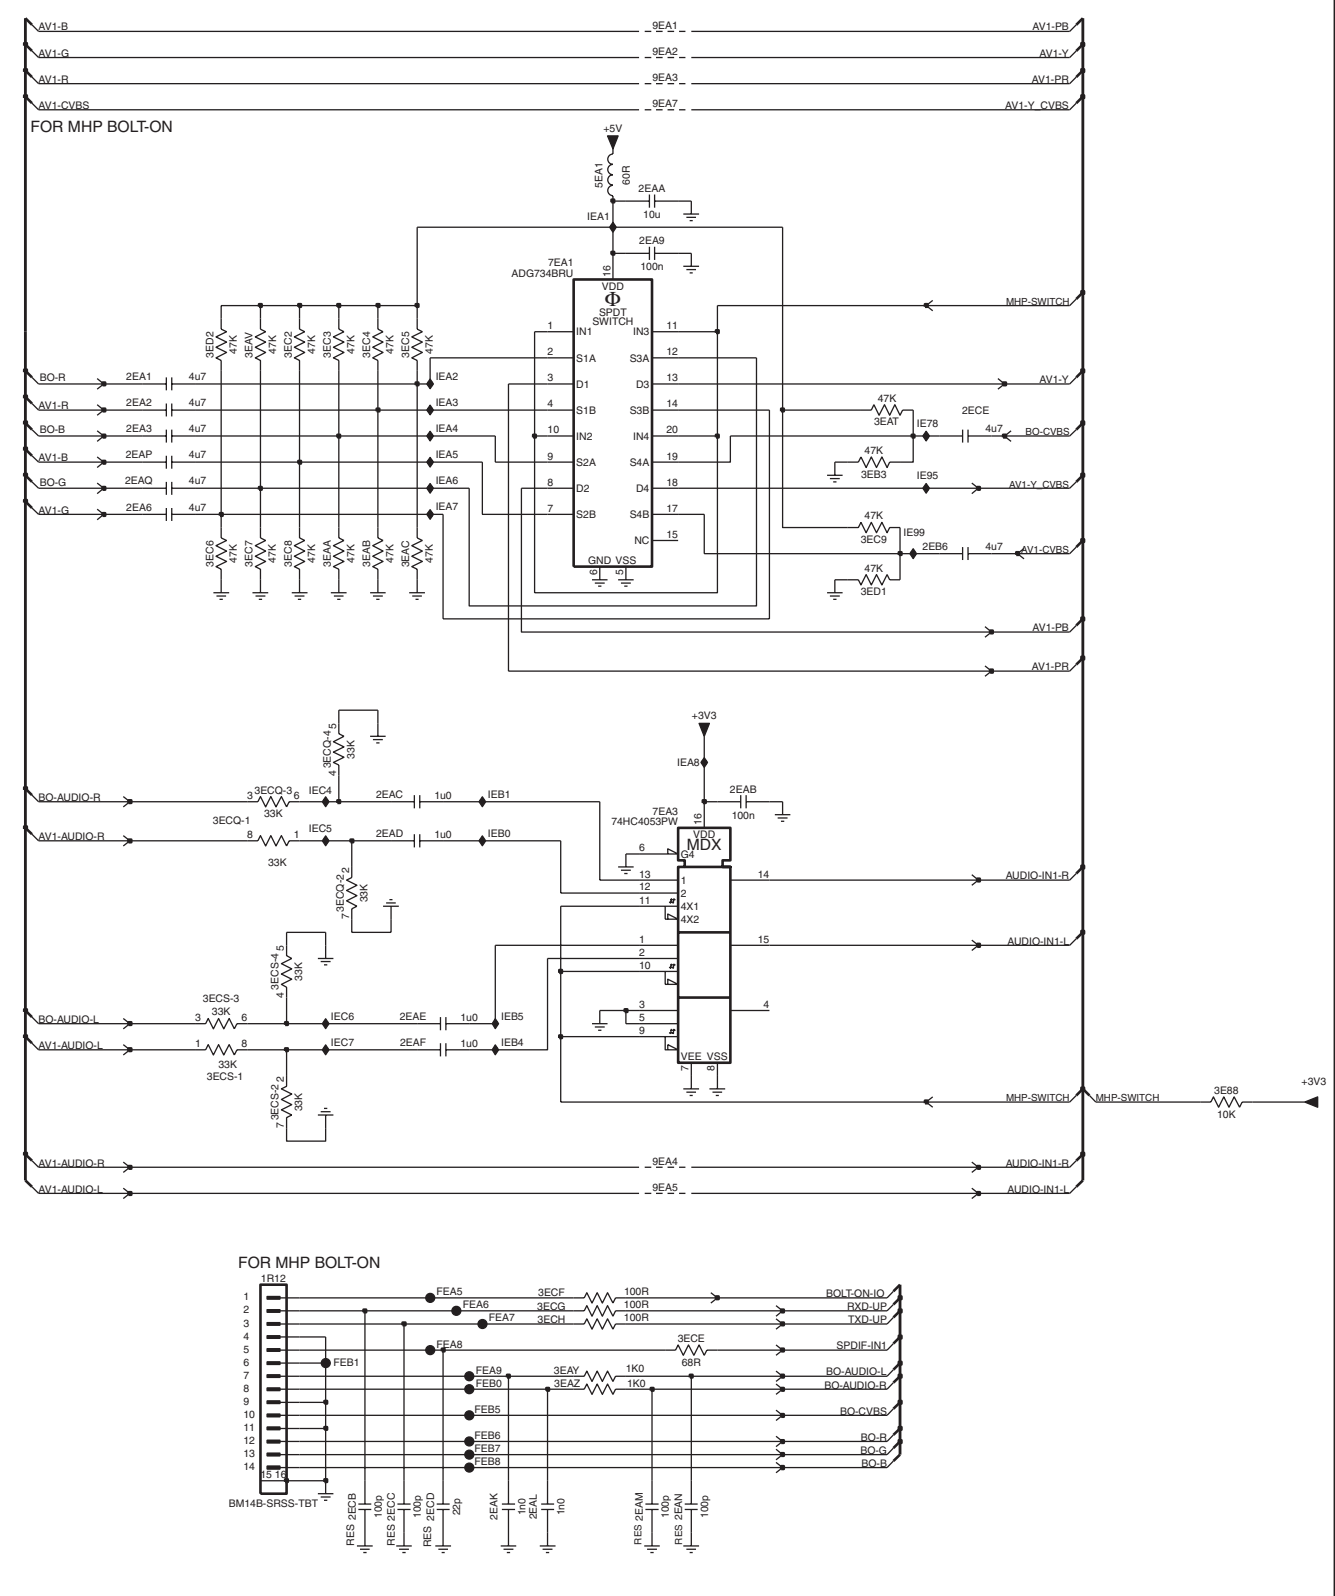 AV1-B 9EA1 AV1-PB
AV1-G 9EA2 AV1-Y
AV1-R 9EA3 AV1-PR
AV1-CVBS 9EA7 AV1-Y_CVBS
FOR MHP BOLT-ON
+5V
5EA1 60R
2EAA
10u
IEA1
2EA9
100n
7EA1
ADG734BRU
16
VDD
Φ
SPDT
SWITCH
MHP-SWITCH
3ED2 47K 3EAV 47K 3EC2 47K 3EC3 47K 3EC4 47K 3EC5 47K
1 IN1 IN3 11
2 S1A S3A 12
3 D1 D3 13
4 S1B S3B 14
10 IN2 IN4 20
9 S2A S4A 19
8 D2 D4 18
7 S2B S4B 17
NC 15
GND VSS
6 5
BO-R 2EA1 4u7 IEA2
AV1-R 2EA2 4u7 IEA3
BO-B 2EA3 4u7 IEA4
AV1-B 2EAP 4u7 IEA5
BO-G 2EAQ 4u7 IEA6
AV1-G 2EA6 4u7 IEA7
3EC6 47K 3EC7 47K 3EC8 47K 3EAA 47K 3EAB 47K 3EAC 47K
AV1-Y
47K
3EAT
IE78
2ECE
4u7
BO-CVBS
47K
3EB3
IE95
AV1-Y_CVBS
47K
3EC9
IE99
2EB6 4u7 AV1-CVBS
47K
3ED1
AV1-PB
AV1-PR
3ECQ-4 5 4 33K
+3V3
IEA8
2EAB
100n
BO-AUDIO-R 3 3ECQ-3 6 IEC4 2EAC 1u0 IEB1
33K
3ECQ-1
AV1-AUDIO-R 8 1 IEC5 2EAD 1u0 IEB0
33K
7 3ECQ-2 2 33K
7EA3
74HC4053PW
16
VDD
MDX
6 G4
13 1 14 AUDIO-IN1-R
12 2
11 # 4X1
4X2
1 15 AUDIO-IN1-L
2
10 #
3 4
5
9 #
VEE VSS
7 8
3ECS-4 5 4 33K
3ECS-3
33K
BO-AUDIO-L 3 6 IEC6 2EAE 1u0 IEB5
AV1-AUDIO-L 1 8 IEC7 2EAF 1u0 IEB4
33K
3ECS-1
7 3ECS-2 2 33K
MHP-SWITCH MHP-SWITCH 3E88 10K +3V3
AV1-AUDIO-R 9EA4 AUDIO-IN1-R
AV1-AUDIO-L 9EA5 AUDIO-IN1-L
FOR MHP BOLT-ON
1R12
1 FEA5 3ECF 100R BOLT-ON-IO
2 FEA6 3ECG 100R RXD-UP
3 FEA7 3ECH 100R TXD-UP
4
5 FEA8 3ECE 68R SPDIF-IN1
6 FEB1
7 FEA9 3EAY 1K0 BO-AUDIO-L
8 FEB0 3EAZ 1K0 BO-AUDIO-R
9
10 FEB5 BO-CVBS
11
12 FEB6 BO-R
13 FEB7 BO-G
14 FEB8 BO-B
15 16
BM14B-SRSS-TBT
RES 2ECB 100p RES 2ECC 100p RES 2ECD 22p 2EAK 1n0 2EAL 1n0 RES 2EAM 100p RES 2EAN 100p